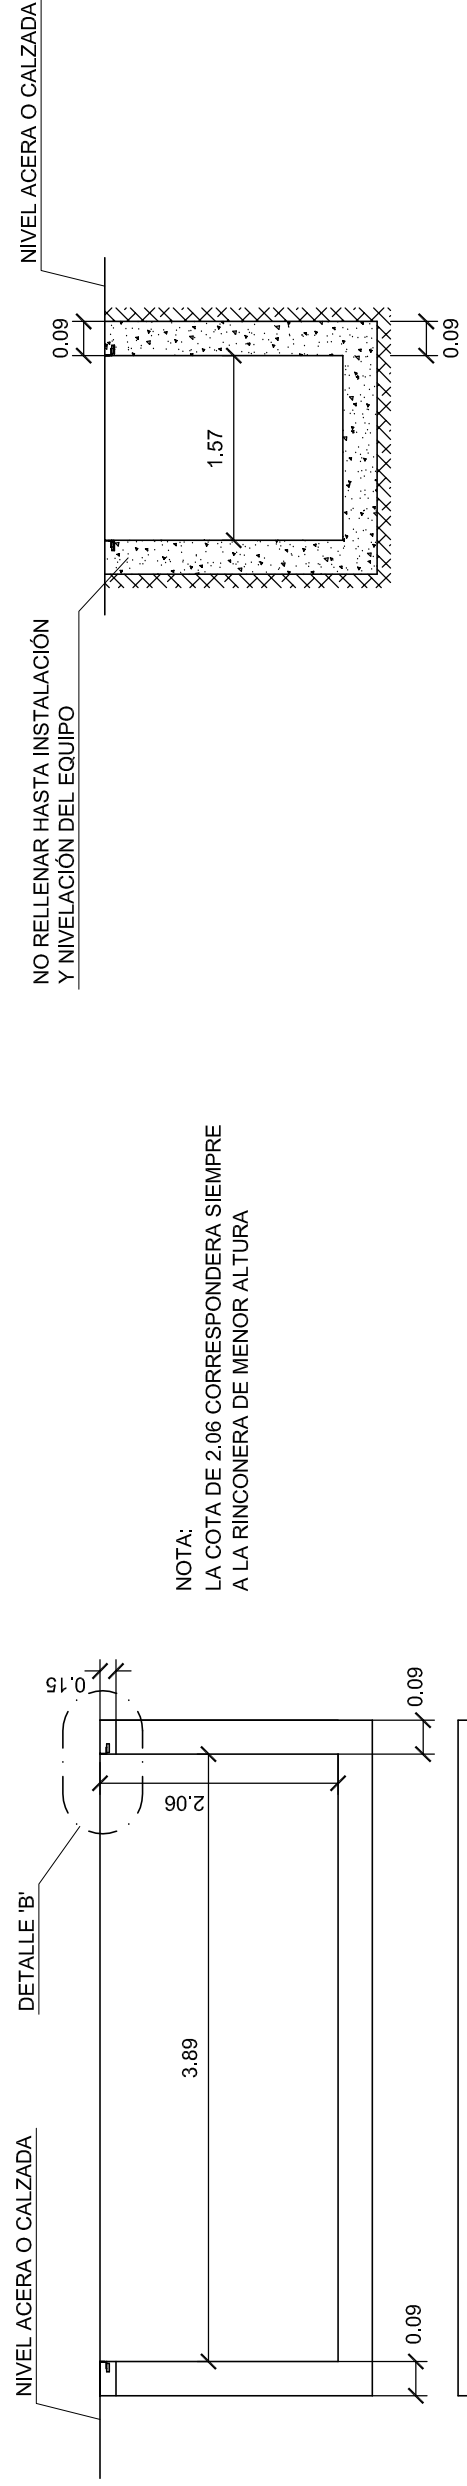 NIVEL ACERA O CALZADA
DETALLE 'B'
0.15
3.89
2.06
0.09
0.09
NOTA:
LA COTA DE 2.06 CORRESPONDERA SIEMPRE
A LA RINCONERA DE MENOR ALTURA
NO RELLENAR HASTA INSTALACIÓN
Y NIVELACIÓN DEL EQUIPO
NIVEL ACERA O CALZADA
0.09
1.57
0.09